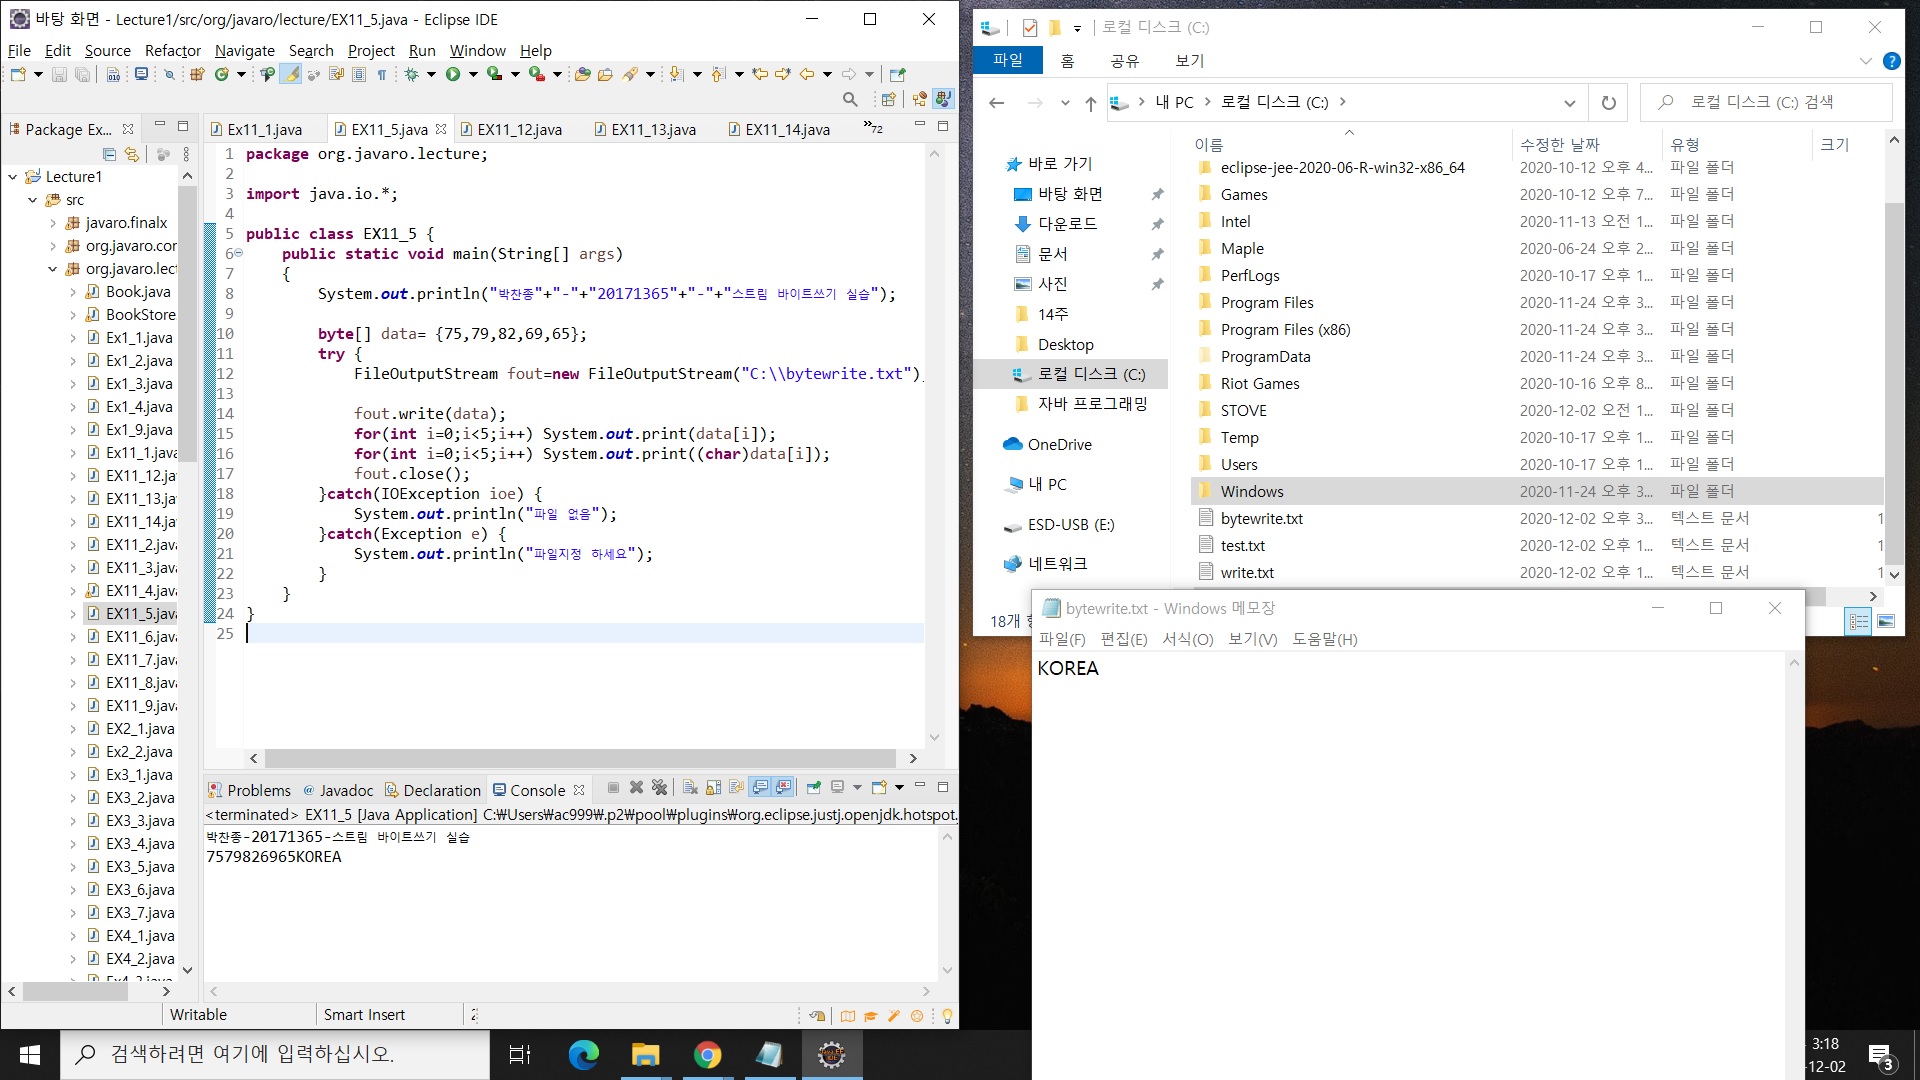 바탕 화면 - Lecture1/src/org/javaro/lecture/EX11_5.java - Eclipse IDE
File Edit Source Refactor Navigate Search Project Run Window Help
Package Ex...
Lecture1
src
javaro.finalx
org.javaro.cor
org.javaro.lect
Book.java
BookStore
Ex1_1.java
Ex1_2.java
Ex1_3.java
Ex1_4.java
Ex1_9.java
Ex11_1.java
EX11_12.jav
EX11_13.jav
EX11_14.jav
EX11_2.java
EX11_3.java
EX11_4.java
EX11_5.java
EX11_6.java
EX11_7.java
EX11_8.java
EX11_9.java
EX2_1.java
Ex2_2.java
Ex3_1.java
EX3_2.java
EX3_3.java
EX3_4.java
EX3_5.java
EX3_6.java
EX3_7.java
EX4_1.java
EX4_2.java
Ex11_1.java EX11_5.java EX11_12.java EX11_13.java EX11_14.java »72
1 package org.javaro.lecture;
2
3 import java.io.*;
4
5 public class EX11_5 {
6 public static void main(String[] args)
7 {
8 System.out.println("박찬종"+"-"+"20171365"+"-"+"스트림 바이트쓰기 실습");
9
10 byte[] data= {75,79,82,69,65};
11 try {
12 FileOutputStream fout=new FileOutputStream("C:\\bytewrite.txt")
13
14 fout.write(data);
15 for(int i=0;i<5;i++) System.out.print(data[i]);
16 for(int i=0;i<5;i++) System.out.print((char)data[i]);
17 fout.close();
18 }catch(IOException ioe) {
19 System.out.println("파일 없음");
20 }catch(Exception e) {
21 System.out.println("파일지정 하세요");
22 }
23 }
24 }
25
Problems @ Javadoc Declaration Console
<terminated> EX11_5 [Java Application] C:₩Users₩ac999₩.p2₩pool₩plugins₩org.eclipse.justj.openjdk.hotspot.
박찬종-20171365-스트림 바이트쓰기 실습
7579826965KOREA
Writable Smart Insert
로컬 디스크 (C:)
파일 홈 공유 보기
내 PC 로컬 디스크 (C:)
로컬 디스크 (C:) 검색
바로 가기
바탕 화면
다운로드
문서
사진
14주
Desktop
로컬 디스크 (C:)
자바 프로그래밍
OneDrive
내 PC
ESD-USB (E:)
네트워크
이름 수정한 날짜 유형 크기
eclipse-jee-2020-06-R-win32-x86_64 2020-10-12 오후 4... 파일 폴더
Games 2020-10-12 오후 7... 파일 폴더
Intel 2020-11-13 오전 1... 파일 폴더
Maple 2020-06-24 오후 2... 파일 폴더
PerfLogs 2020-10-17 오후 1... 파일 폴더
Program Files 2020-11-24 오후 3... 파일 폴더
Program Files (x86) 2020-11-24 오후 3... 파일 폴더
ProgramData 2020-11-24 오후 3... 파일 폴더
Riot Games 2020-10-16 오후 8... 파일 폴더
STOVE 2020-12-02 오전 1... 파일 폴더
Temp 2020-10-17 오후 1... 파일 폴더
Users 2020-10-17 오후 1... 파일 폴더
Windows 2020-11-24 오후 3... 파일 폴더
bytewrite.txt 2020-12-02 오후 3... 텍스트 문서 1
test.txt 2020-12-02 오후 1... 텍스트 문서 1
write.txt 2020-12-02 오후 1... 텍스트 문서 1
18개
bytewrite.txt - Windows 메모장
파일(F) 편집(E) 서식(O) 보기(V) 도움말(H)
KOREA
검색하려면 여기에 입력하십시오.
3:18
-12-02
3